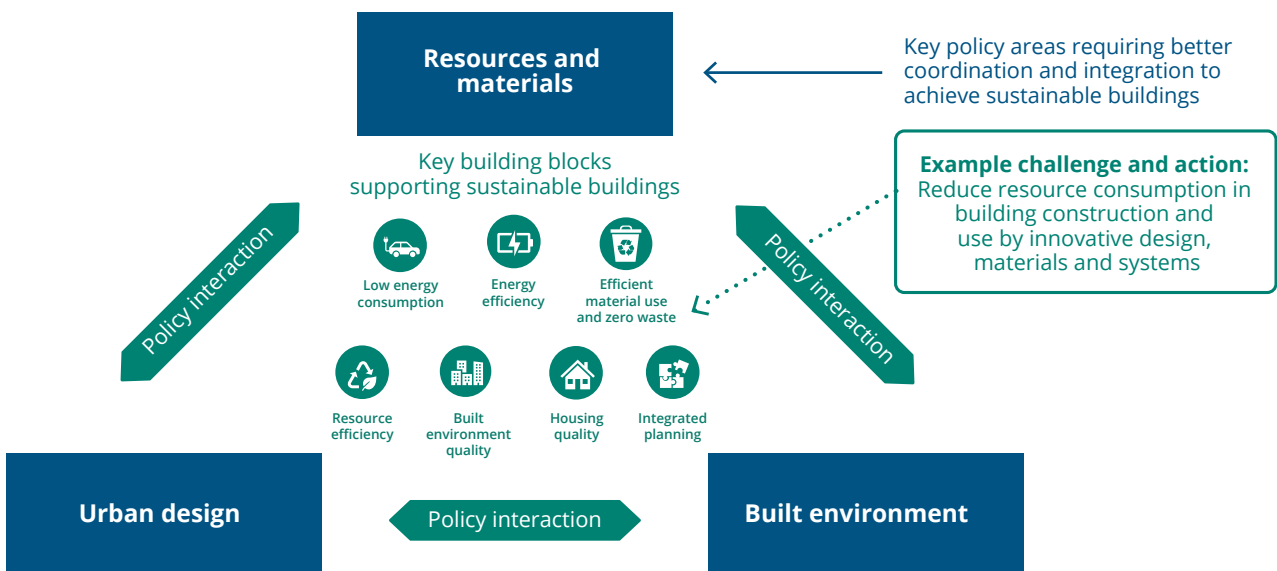 Resources and
materials
Key policy areas requiring better
coordination and integration to
achieve sustainable buildings
Key building blocks
supporting sustainable buildings
Example challenge and action:
Reduce resource consumption in
building construction and
use by innovative design,
materials and systems
Policy interaction
Policy interaction
Low energy
consumption
Energy
efficiency
Efficient
material use
and zero waste
Resource
efficiency
Built
environment
quality
Housing
quality
Integrated
planning
Urban design
Policy interaction
Built environment